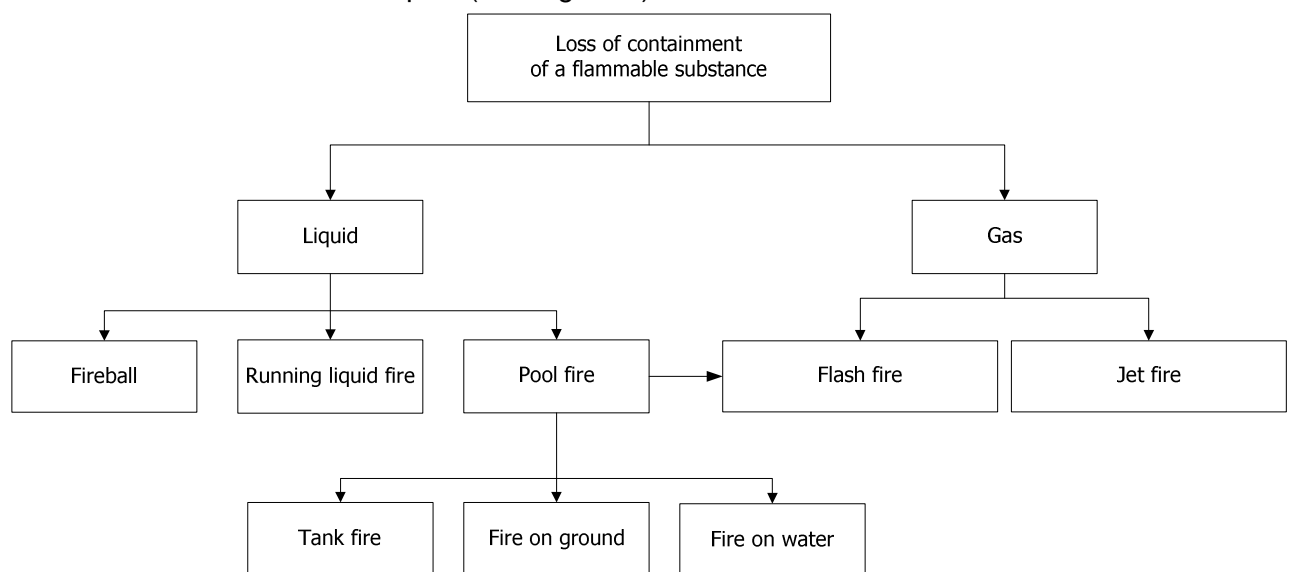 Loss of containment
of a flammable substance
Liquid
Gas
Fireball
Running liquid fire
Pool fire
Flash fire
Jet fire
Tank fire
Fire on ground
Fire on water